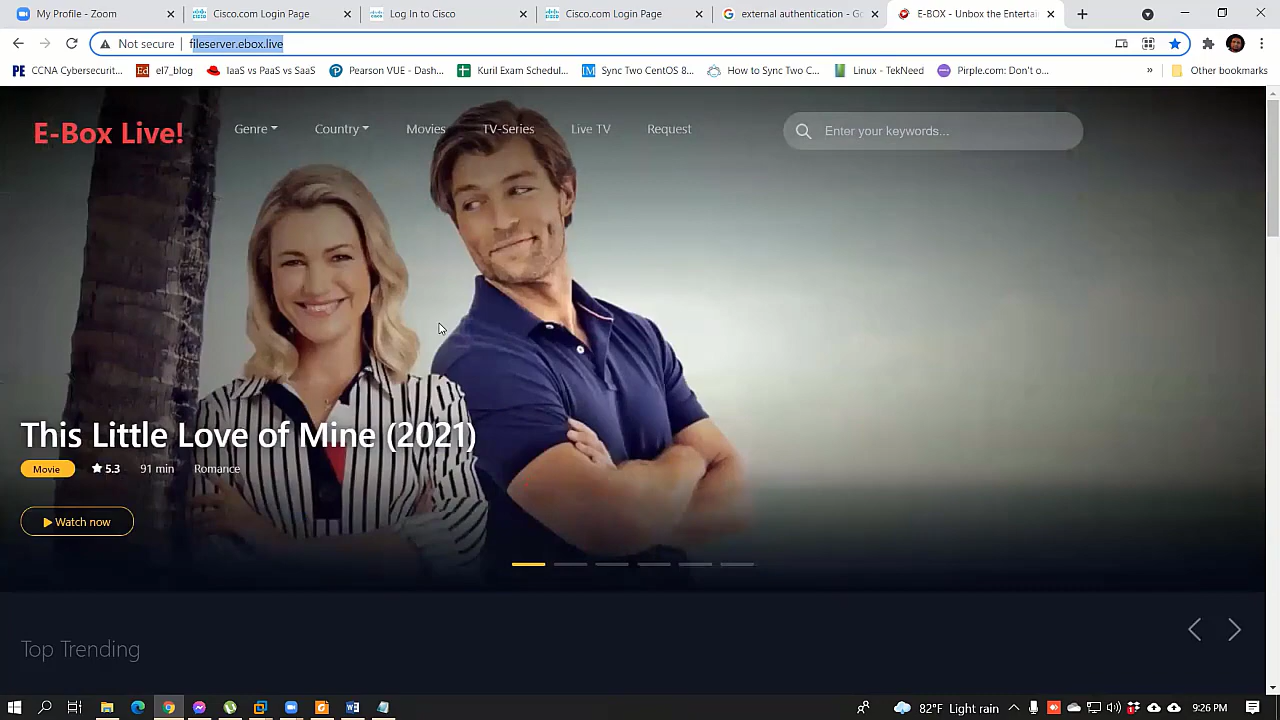 My Profile - Zoom
Cisco.com Login Page
Log In to Cisco
Cisco.com Login Page
external authentication - Go
E-BOX - Unbox the Entertai
Not secure | fileserver.ebox.live
CCNA Cybersecurit...
el7_blog
IaaS vs PaaS vs SaaS
Pearson VUE - Dash...
Kuril Exam Schedul...
Sync Two CentOS 8...
How to Sync Two C...
Linux - TekNeed
Pirple.com: Don't o...
»
Other bookmarks
E-Box Live!
Genre
Country
Movies
TV-Series
Live TV
Request
Enter your keywords...
This Little Love of Mine (2021)
Movie
5.3
91 min
Romance
Watch now
Top Trending
82°F Light rain
9:26 PM